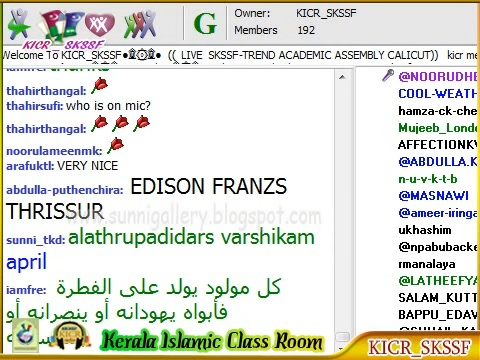 Owner: KICR_SKSSF
Members 192
G
KICR_SKSSF
Welcome To KICR_SKSSF (( LIVE SKSSF-TREND ACADEMIC ASSEMBLY CALICUT)) kicr me
thahirthangal:
thahirsufi: who is on mic?
thahirthangal:
noorulameenmk:
arafuktl: VERY NICE
abdulla-puthenchira: EDISON FRANZS
THRISSUR
www.sunnigallery.blogspot.com
sunni_tkd: alathrupadidars varshikam
april
iamfre: كل مولود يولد على الفطرة
فأبواه يهودانه أو ينصرانه أو
@NOORUDHE
COOL-WEATH
hamza-ck-che
Mujeeb_Londo
AFFECTIONKV
@ABDULLA.K
n-u-v-k-t-b
@MASNAWI
@ameer-iringa
ukhashim
@npabubacke
rmanalaya
@LATHEEFYA
SALAM_KUTT
BAPPU_EDAV
Kerala Islamic Class Room
KICR_SKSSF